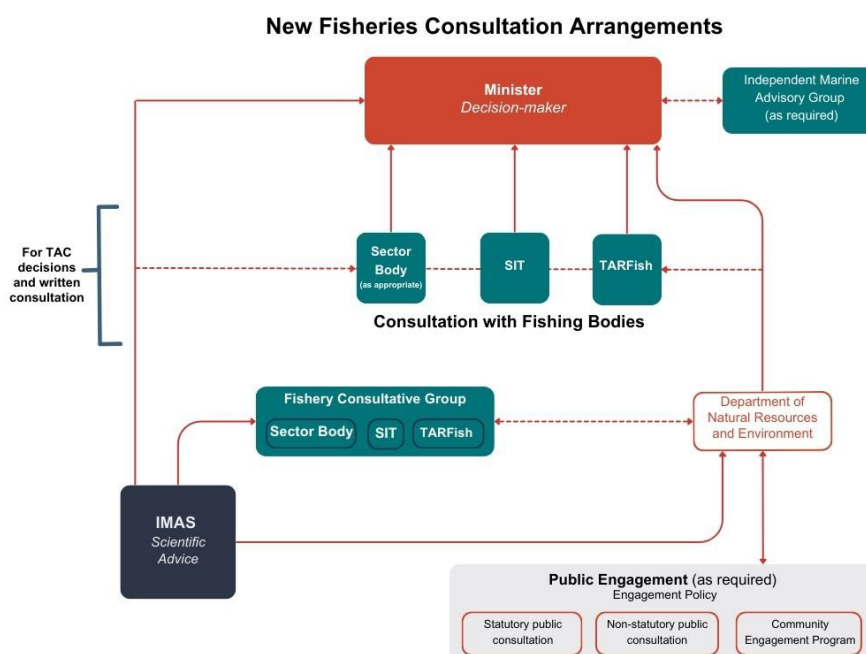 New Fisheries Consultation Arrangements
Minister
Decision-maker
Independent Marine
Advisory Group
(as required)
For TAC
decisions
and written
consultation
Sector
Body
(as appropriate)
SIT
TARFish
Consultation with Fishing Bodies
Fishery Consultative Group
Sector Body
SIT
TARFish
Department of
Natural Resources
and Environment
IMAS
Scientific
Advice
Public Engagement (as required)
Engagement Policy
Statutory public
consultation
Non-statutory public
consultation
Community
Engagement Program